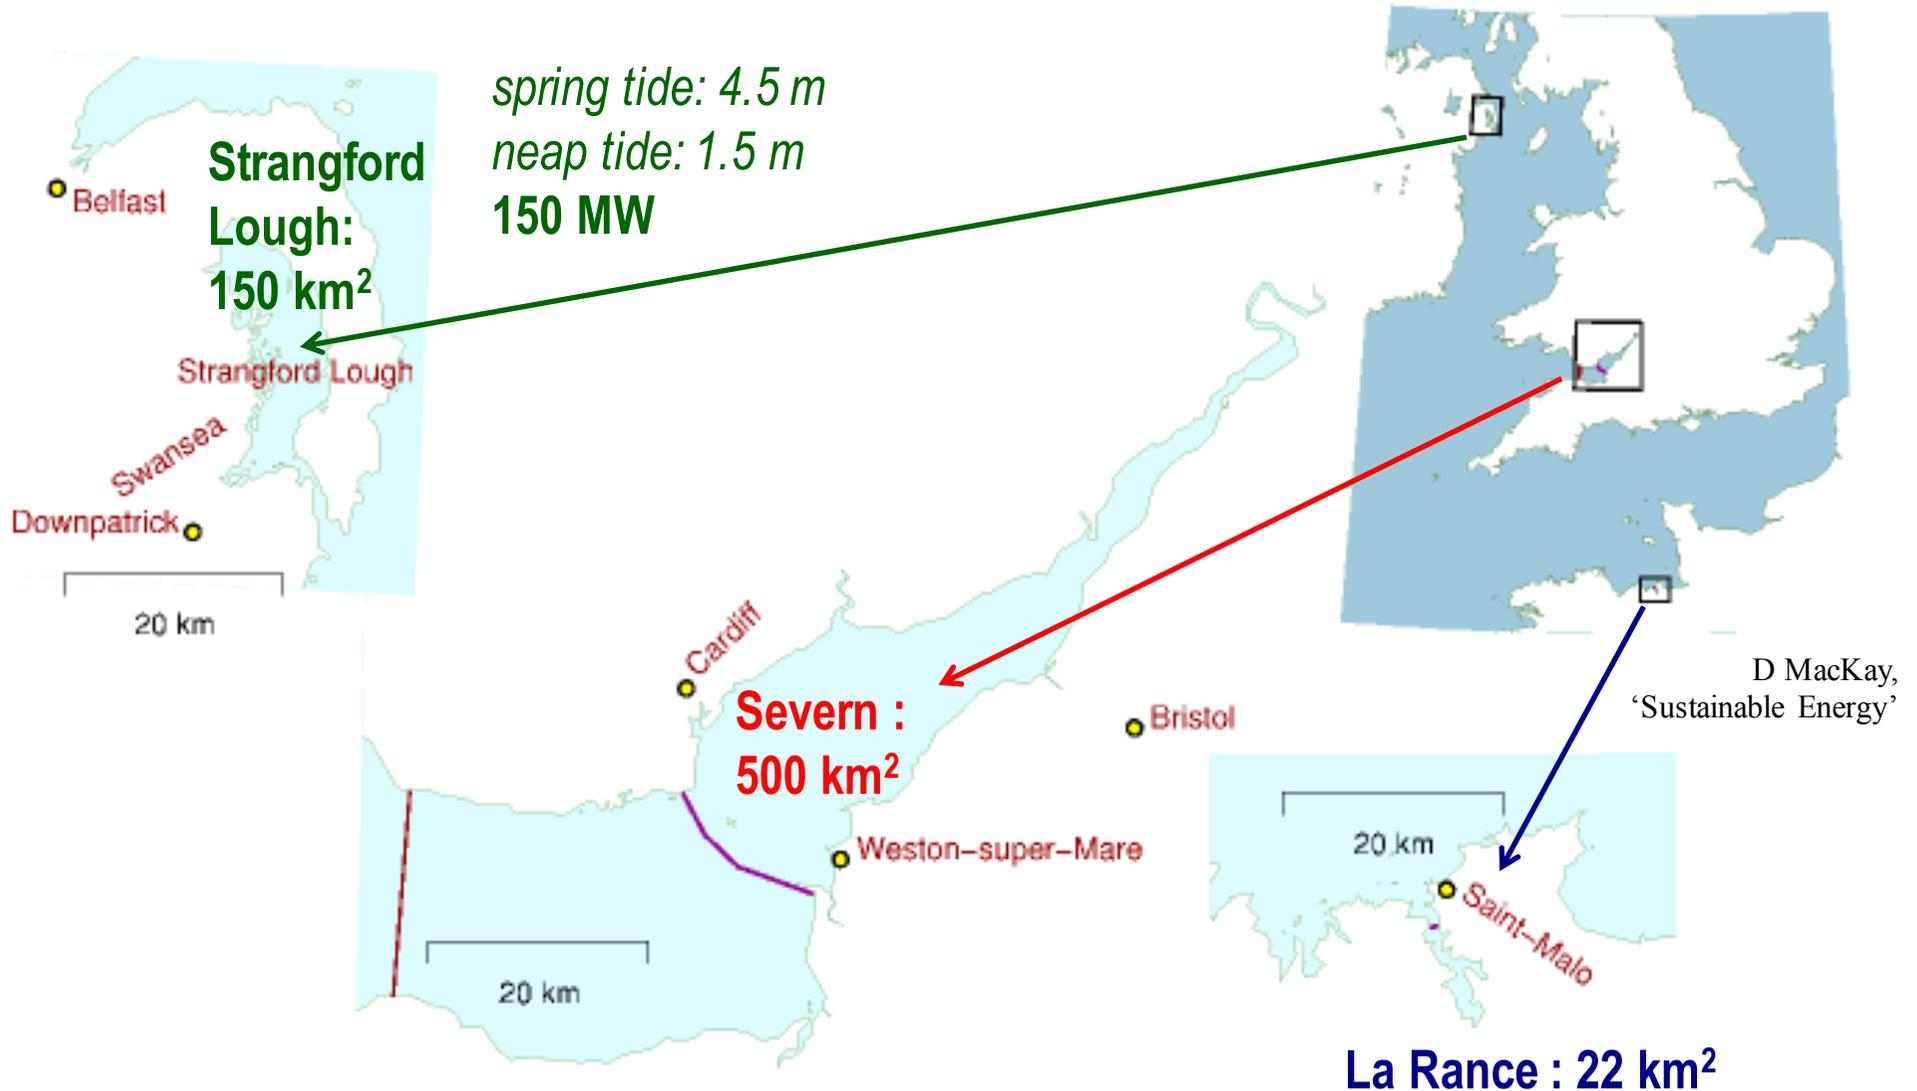 spring tide: 4.5 m
neap tide: 1.5 m
150 MW
Strangford
Lough:
150 km²
Belfast
Strangford Lough
Swansea
Downpatrick
20 km
Cardiff
Severn :
500 km²
Bristol
Weston-super-Mare
20 km
D MacKay,
‘Sustainable Energy’
20 km
Saint-Malo
La Rance : 22 km²